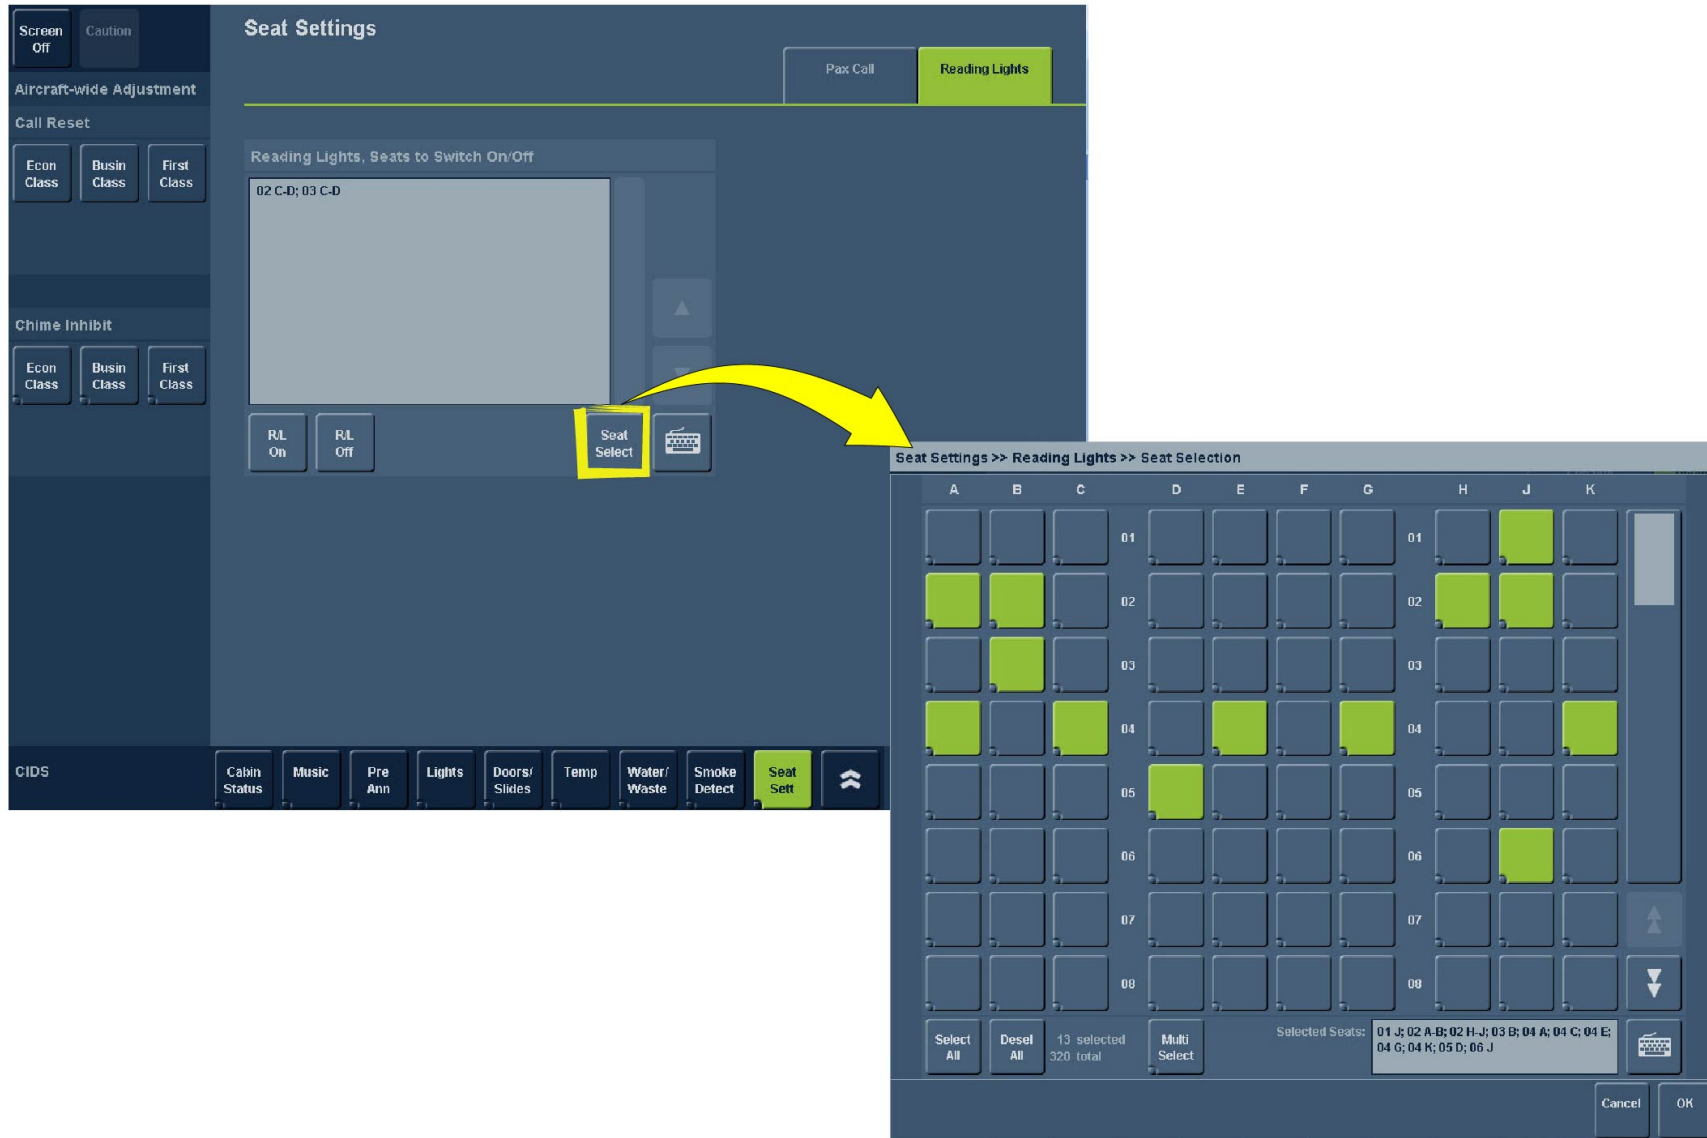 Screen
Off
Caution
Seat Settings
Pax Call
Reading Lights
Aircraft-wide Adjustment
Call Reset
Econ
Class
Busin
Class
First
Class
Reading Lights, Seats to Switch On/Off
02 C-D; 03 C-D
Chime Inhibit
Econ
Class
Busin
Class
First
Class
R/L
On
R/L
Off
Seat
Select
CIDS
Cabin
Status
Music
Pre
Ann
Lights
Doors/
Slides
Temp
Water/
Waste
Smoke
Detect
Seat
Sett
Seat Settings >> Reading Lights >> Seat Selection
A B C D E F G H J K
01 01
02 02
03 03
04 04
05 05
06 06
07 07
08 08
Select
All
Desel
All
13 selected
320 total
Multi
Select
Selected Seats:
01 J; 02 A-B; 02 H-J; 03 B; 04 A; 04 C; 04 E;
04 G; 04 K; 05 D; 06 J
Cancel
OK